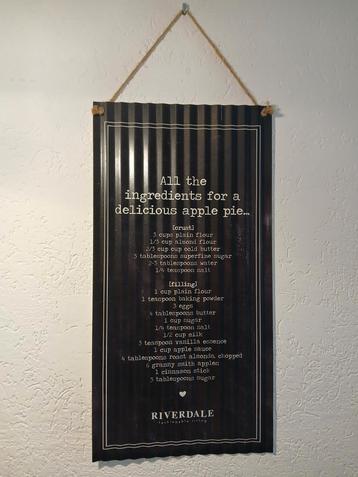 All the
ingredients for a
delicious apple pie...
[crust]
3 cups plain flour
1/3 cup almond flour
2/3 cup cup cold butter
3 tablespoons superfine sugar
2-3 tablespoons water
1/4 teaspoon salt
[filling]
1 cup plain flour
1 teaspoon baking powder
3 eggs
4 tablespoons butter
1 cup sugar
1/4 teaspoon salt
1/2 cup milk
3 teaspoon vanilla essence
1 cup apple sauce
4 tablespoons roast almonds, chopped
6 granny smith apples
1 cinnamon stick
3 tablespoons sugar
RIVERDALE
fashionable living